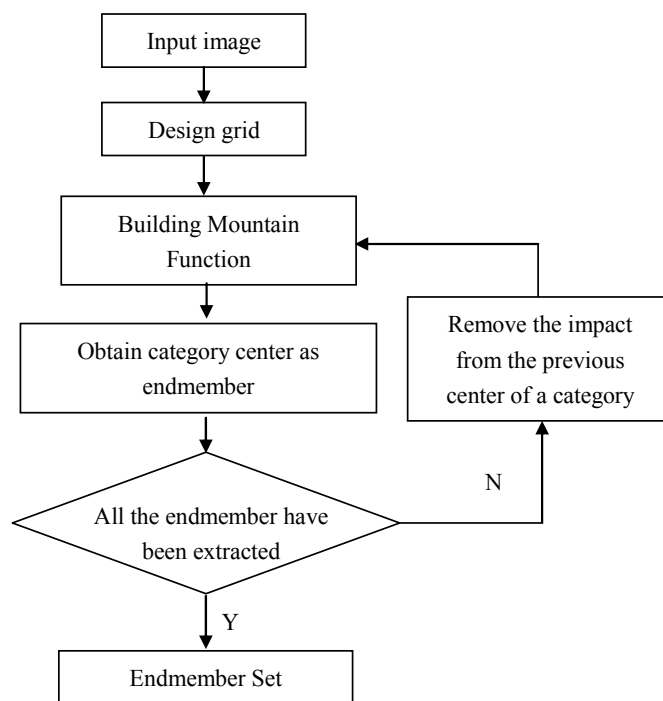 Input image
Design grid
Building Mountain
Function
Obtain category center as
endmember
Remove the impact
from the previous
center of a category
N
All the endmember have
been extracted
Y
Endmember Set